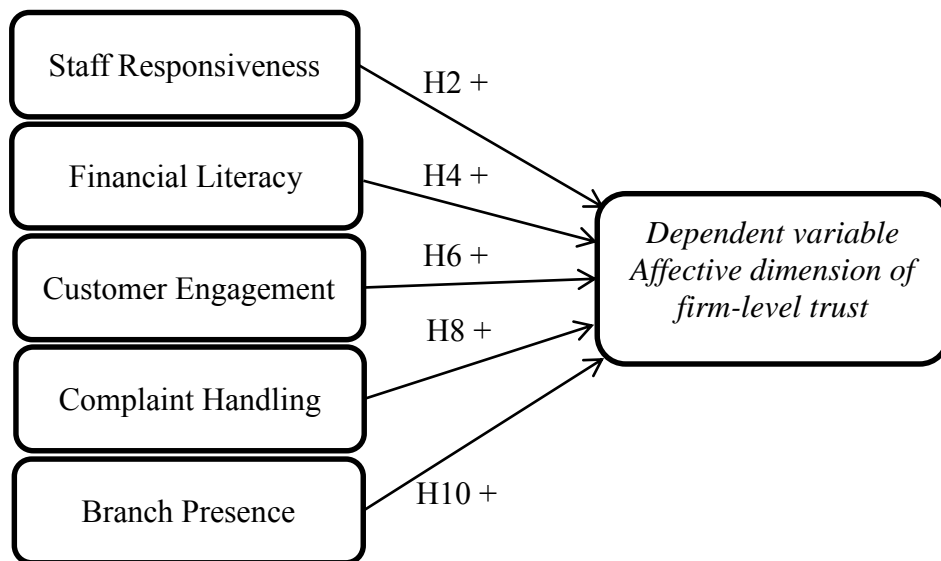 Staff Responsiveness
H2 +
Financial Literacy
H4 +
Customer Engagement
H6 +
Complaint Handling
H8 +
Branch Presence
H10 +
Dependent variable
Affective dimension of
firm-level trust